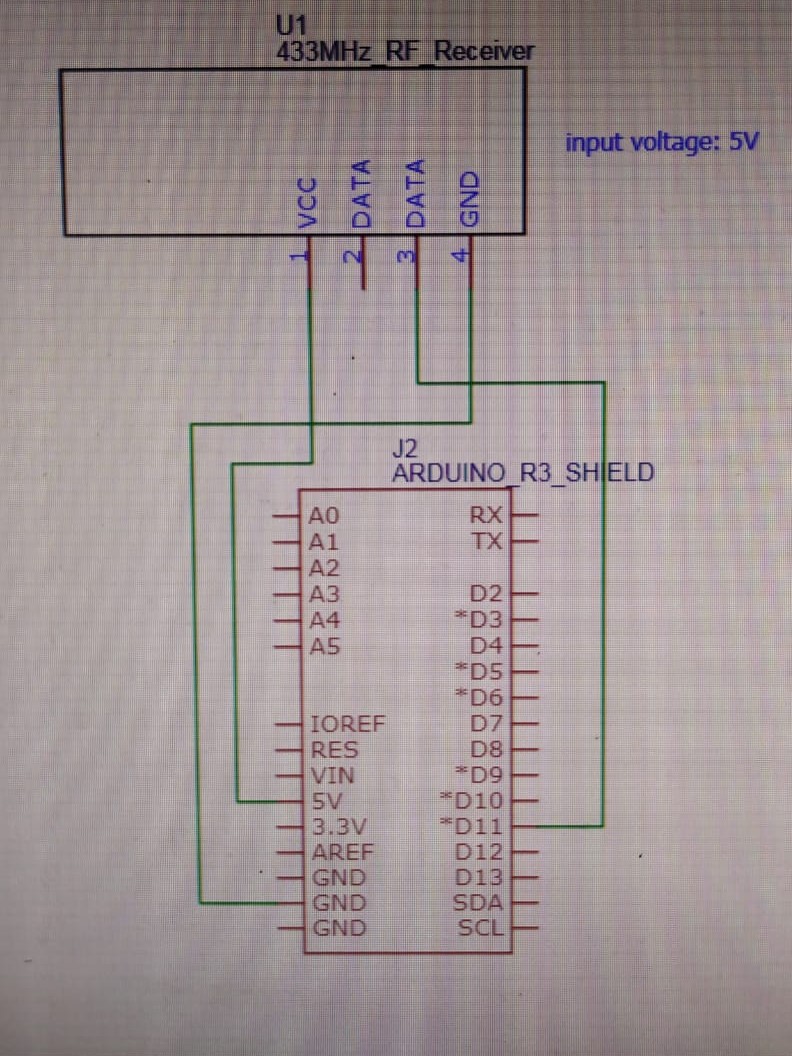 U1
433MHz_RF_Receiver
input voltage: 5V
VCC
DATA
DATA
GND
1
2
3
4
J2
ARDUINO_R3_SHIELD
A0 RX
A1 TX
A2
A3 D2
A4 *D3
A5 D4
*D5
*D6
IOREF D7
RES D8
VIN *D9
5V *D10
3.3V *D11
AREF D12
GND D13
GND SDA
GND SCL